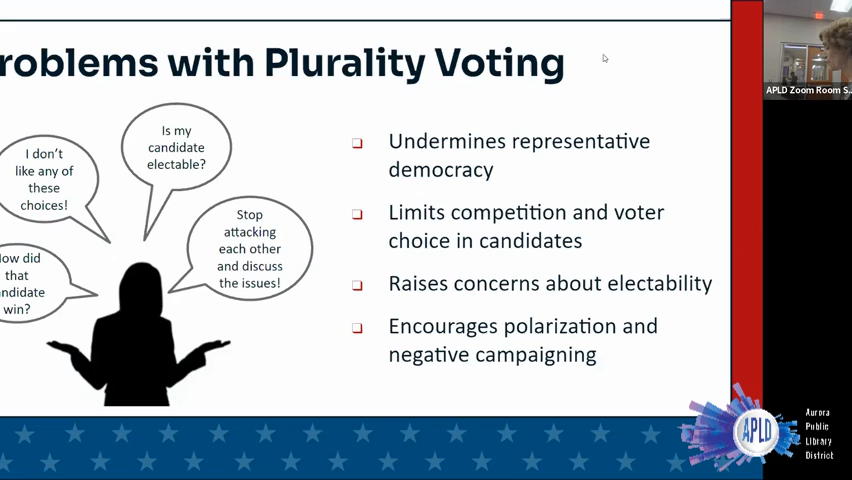 roblems with Plurality Voting
APLD Zoom Room S...
Is my
candidate
electable?
I don't
like any of
these
choices!
Stop
attacking
each other
and discuss
the issues!
How did
that
andidate
win?
❑ Undermines representative
democracy
❑ Limits competition and voter
choice in candidates
❑ Raises concerns about electability
❑ Encourages polarization and
negative campaigning
APLD
Aurora
Public
Library
District